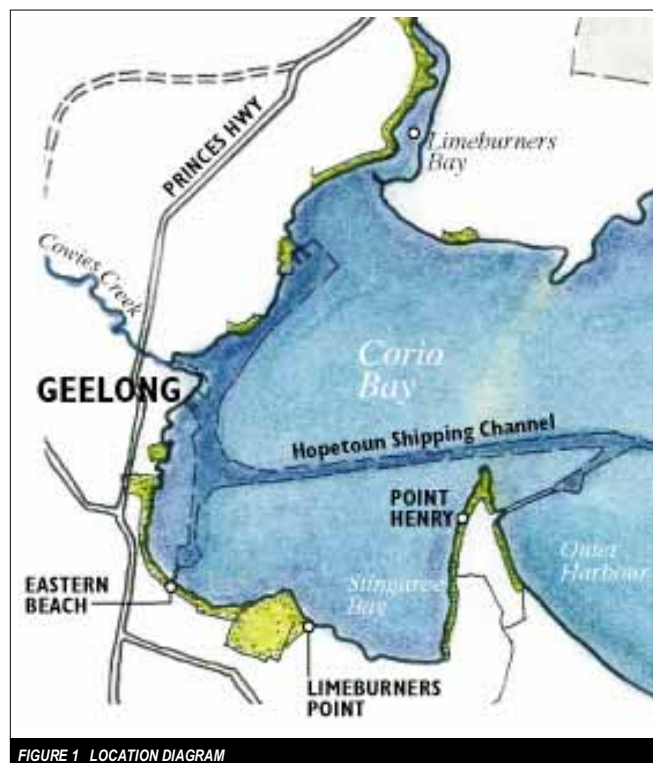 Limeburners
Bay
PRINCES HWY
Cowies Creek
Corio
Bay
GEELONG
Hopetoun Shipping Channel
POINT
HENRY
Outer
Harbour
Stingaree
Bay
EASTERN
BEACH
LIMEBURNERS
POINT
FIGURE 1 LOCATION DIAGRAM